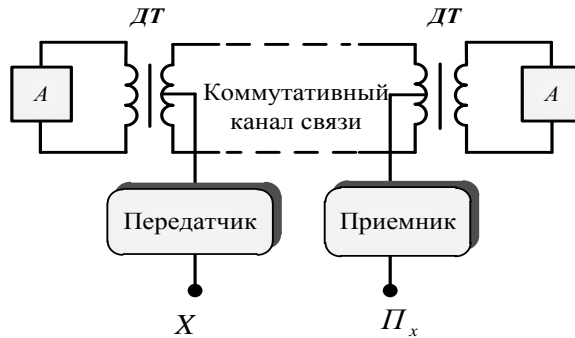 ДТ
ДТ
А
Коммутативный
канал связи
А
Передатчик
Приемник
X
Пₓ